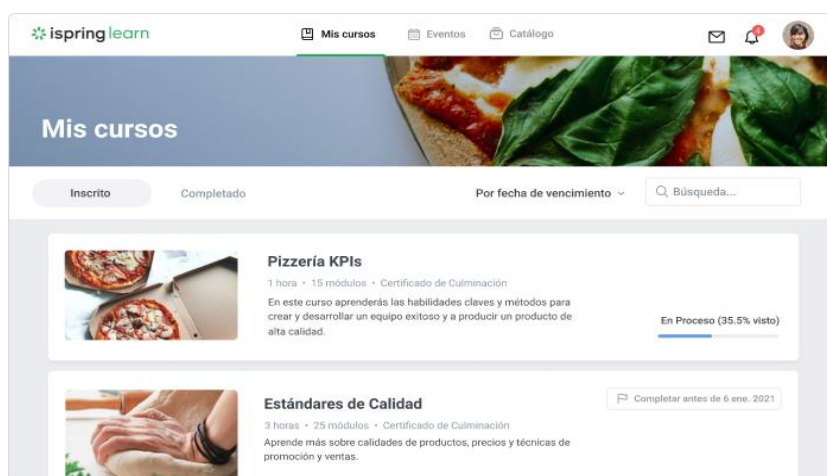 ispring learn
Mis cursos
Eventos
Catálogo
4
Mis cursos
Inscrito
Completado
Por fecha de vencimiento
Búsqueda...
Pizzería KPIs
1 hora • 15 módulos • Certificado de Culminación
En este curso aprenderás las habilidades claves y métodos para
crear y desarrollar un equipo exitoso y a producir un producto de
alta calidad.
En Proceso (35.5% visto)
Estándares de Calidad
Completar antes de 6 ene. 2021
3 horas • 25 módulos • Certificado de Culminación
Aprende más sobre calidades de productos, precios y técnicas de
promoción y ventas.